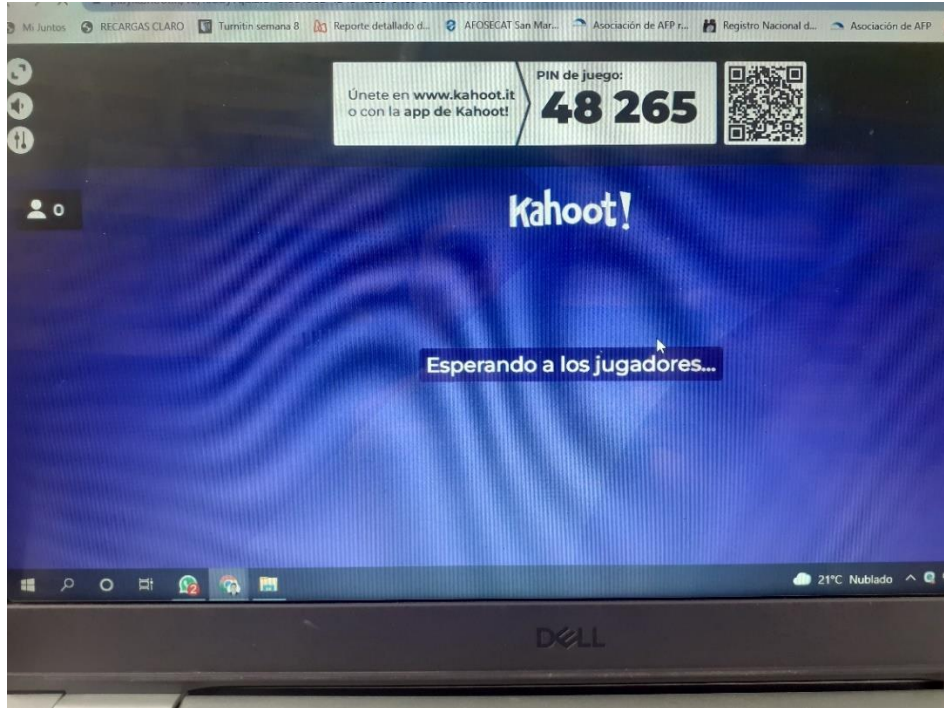 Mi Juntos RECARGAS CLARO Turnitin semana 8 Reporte detallado d... AFOSECAT San Mar... Asociación de AFP r... Registro Nacional d... Asociación de AFP
Únete en www.kahoot.it
o con la app de Kahoot!
PIN de juego:
48 265
0
Kahoot!
Esperando a los jugadores...
2
21°C Nublado
DELL